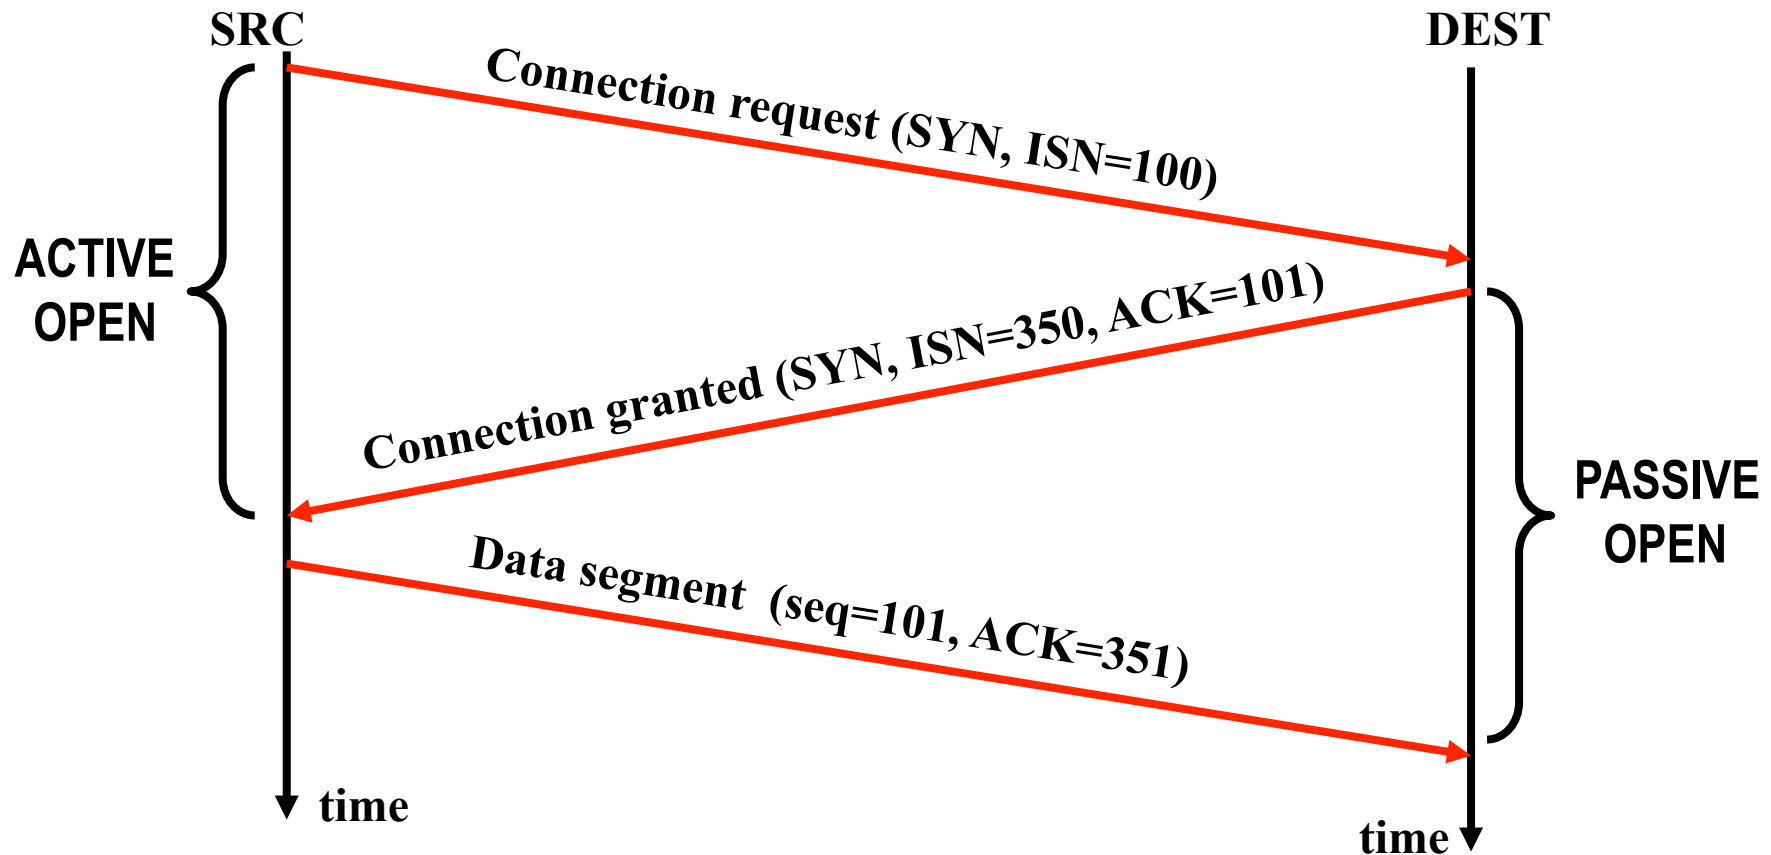 SRC
DEST
Connection request (SYN, ISN=100)
ACTIVE
OPEN
Connection granted (SYN, ISN=350, ACK=101)
PASSIVE
OPEN
Data segment (seq=101, ACK=351)
time
time